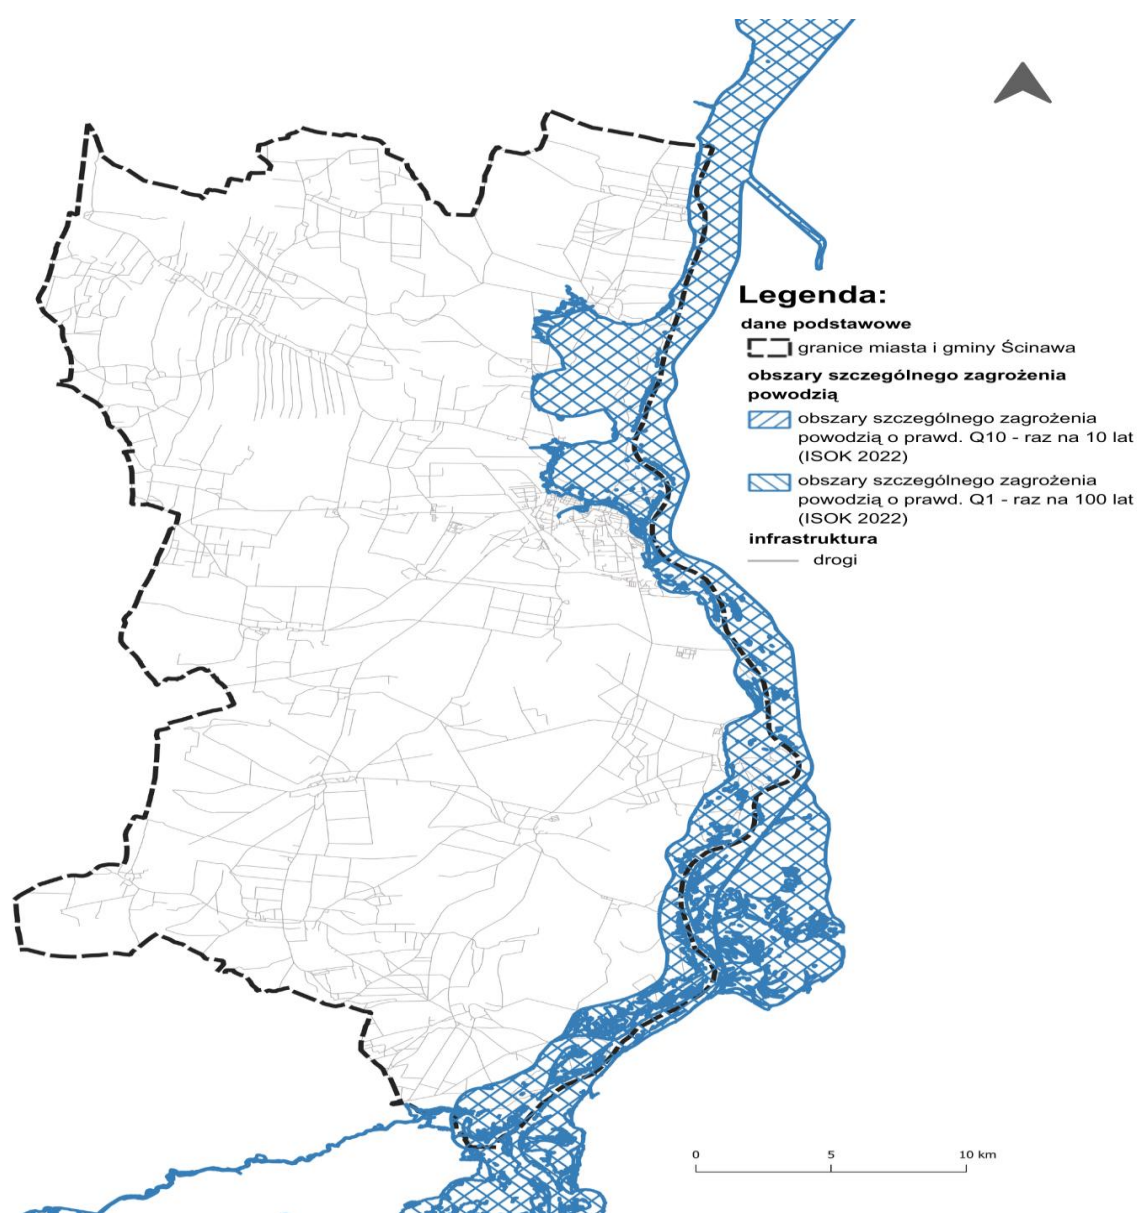 Legenda:
dane podstawowe
granice miasta i gminy Ścinawa
obszary szczególnego zagrożenia
powodzią
obszary szczególnego zagrożenia
powodzią o prawd. Q10 - raz na 10 lat
(ISOK 2022)
obszary szczególnego zagrożenia
powodzią o prawd. Q1 - raz na 100 lat
(ISOK 2022)
infrastruktura
drogi
0 5 10 km